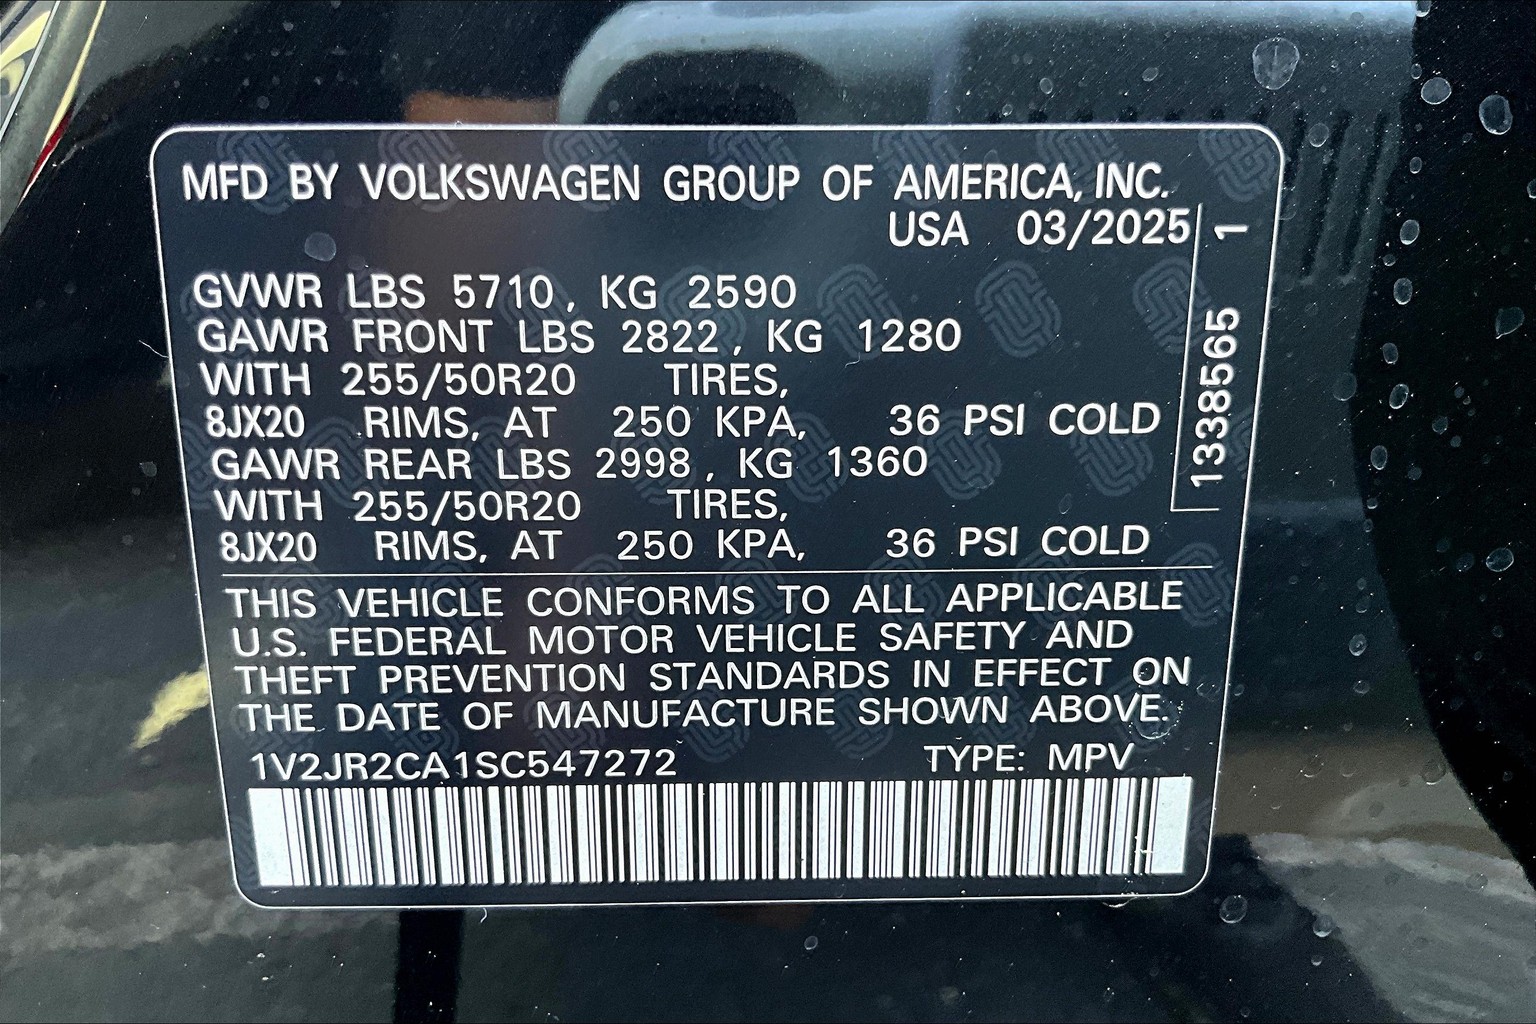 MFD BY VOLKSWAGEN GROUP OF AMERICA, INC.
USA 03/2025
GVWR LBS 5710, KG 2590
GAWR FRONT LBS 2822, KG 1280
WITH 255/50R20 TIRES,
8JX20 RIMS, AT 250 KPA, 36 PSI COLD
GAWR REAR LBS 2998, KG 1360
WITH 255/50R20 TIRES,
8JX20 RIMS, AT 250 KPA, 36 PSI COLD
THIS VEHICLE CONFORMS TO ALL APPLICABLE
U.S. FEDERAL MOTOR VEHICLE SAFETY AND
THEFT PREVENTION STANDARDS IN EFFECT ON
THE DATE OF MANUFACTURE SHOWN ABOVE.
1V2JR2CA1SC547272 TYPE: MPV
1338565 1